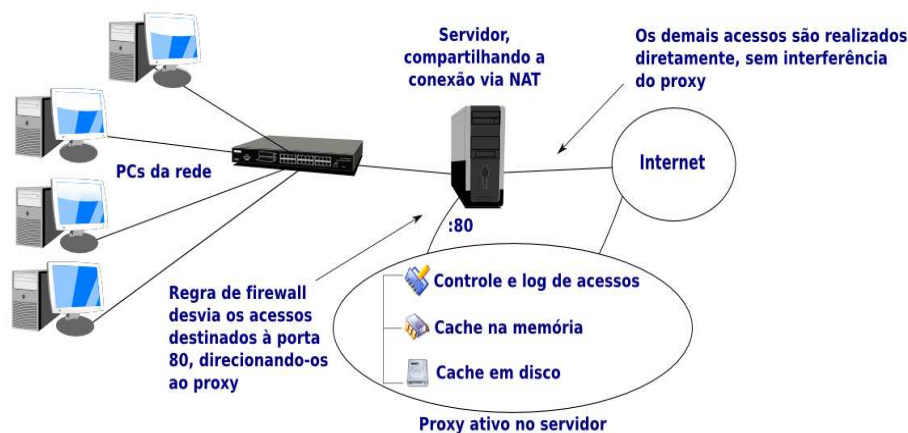 Servidor,
compartilhando a
conexão via NAT
Os demais acessos são realizados
diretamente, sem interferência
do proxy
PCs da rede
Internet
:80
Regra de firewall
desvia os acessos
destinados à porta
80, direcionando-os
ao proxy
Controle e log de acessos
Cache na memória
Cache em disco
Proxy ativo no servidor